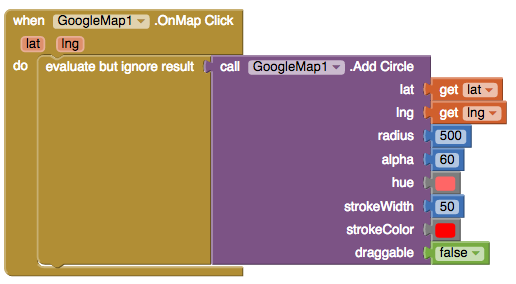 when GoogleMap1 .OnMap Click
lat lng
do evaluate but ignore result call GoogleMap1 .Add Circle
lat get lat
lng get lng
radius 500
alpha 60
hue
strokeWidth 50
strokeColor
draggable false